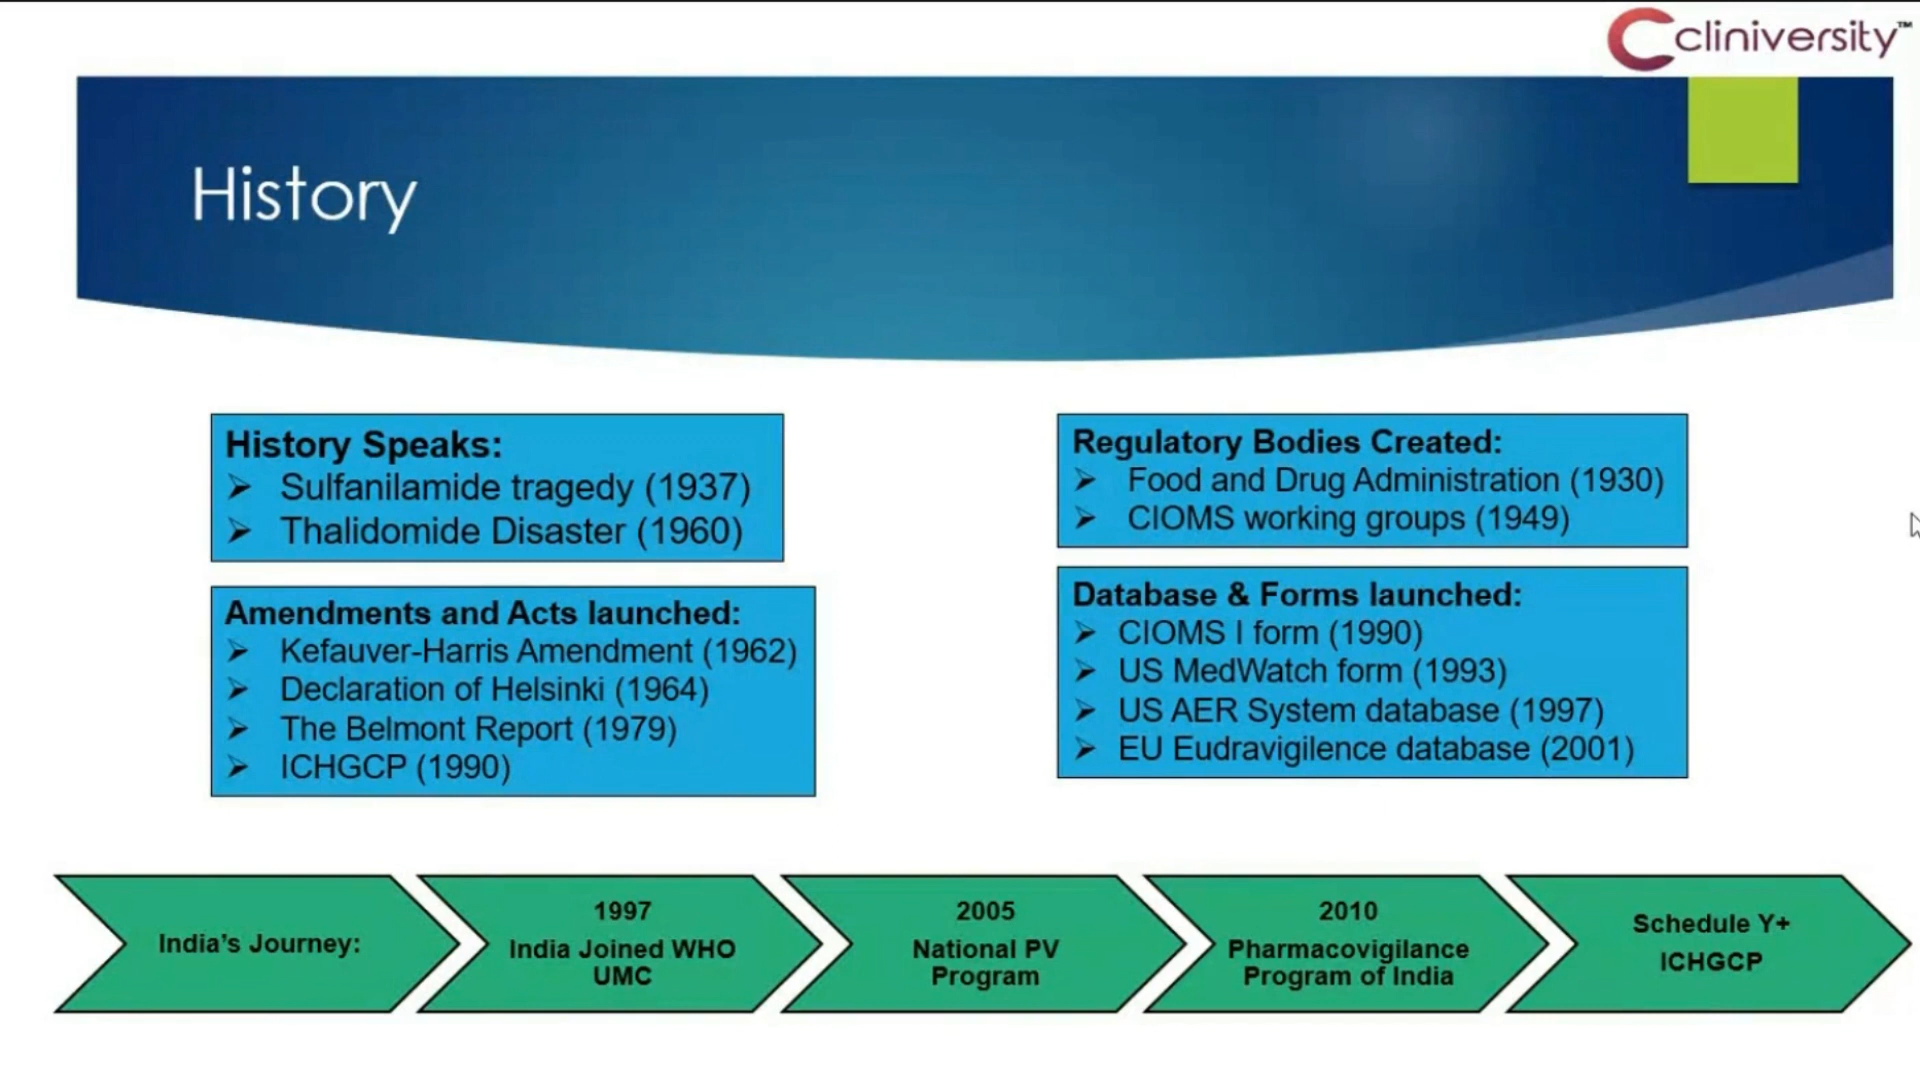 cliniversity™
History
History Speaks:
Sulfanilamide tragedy (1937)
Thalidomide Disaster (1960)
Amendments and Acts launched:
Kefauver-Harris Amendment (1962)
Declaration of Helsinki (1964)
The Belmont Report (1979)
ICHGCP (1990)
Regulatory Bodies Created:
Food and Drug Administration (1930)
CIOMS working groups (1949)
Database & Forms launched:
CIOMS I form (1990)
US MedWatch form (1993)
US AER System database (1997)
EU Eudravigilence database (2001)
India's Journey:
1997
India Joined WHO
UMC
2005
National PV
Program
2010
Pharmacovigilance
Program of India
Schedule Y+
ICHGCP